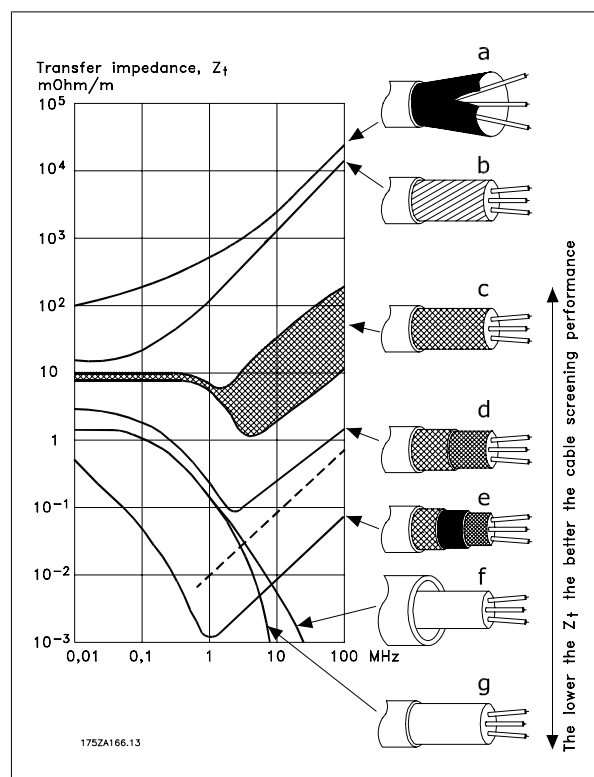 Transfer impedance, Zt
mOhm/m
10⁵
10⁴
10³
10²
10
1
10⁻¹
10⁻²
10⁻³
0,01 0,1 1 10 100 MHz
a
b
c
d
e
f
g
The lower the Zt the better the cable screening performance
175ZA166.13